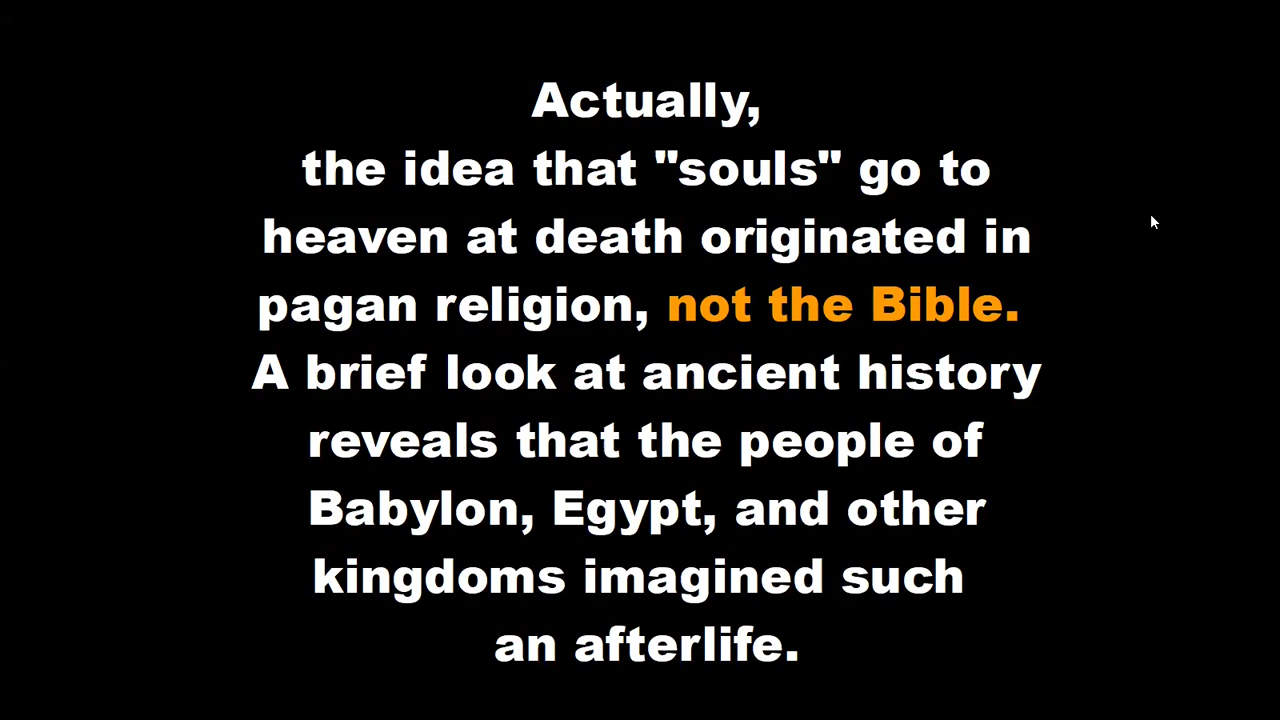 Actually,
the idea that "souls" go to
heaven at death originated in
pagan religion, not the Bible.
A brief look at ancient history
reveals that the people of
Babylon, Egypt, and other
kingdoms imagined such
an afterlife.